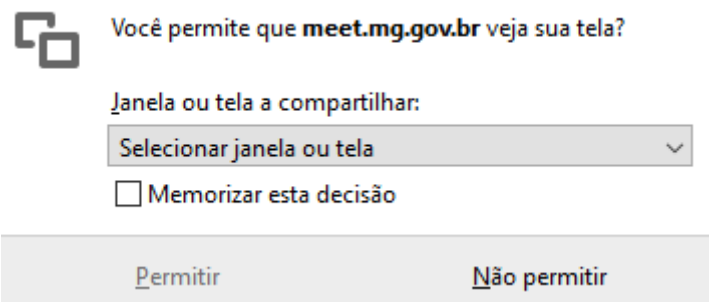 Você permite que meet.mg.gov.br veja sua tela?
Janela ou tela a compartilhar:
Selecionar janela ou tela
Memorizar esta decisão
Permitir
Não permitir